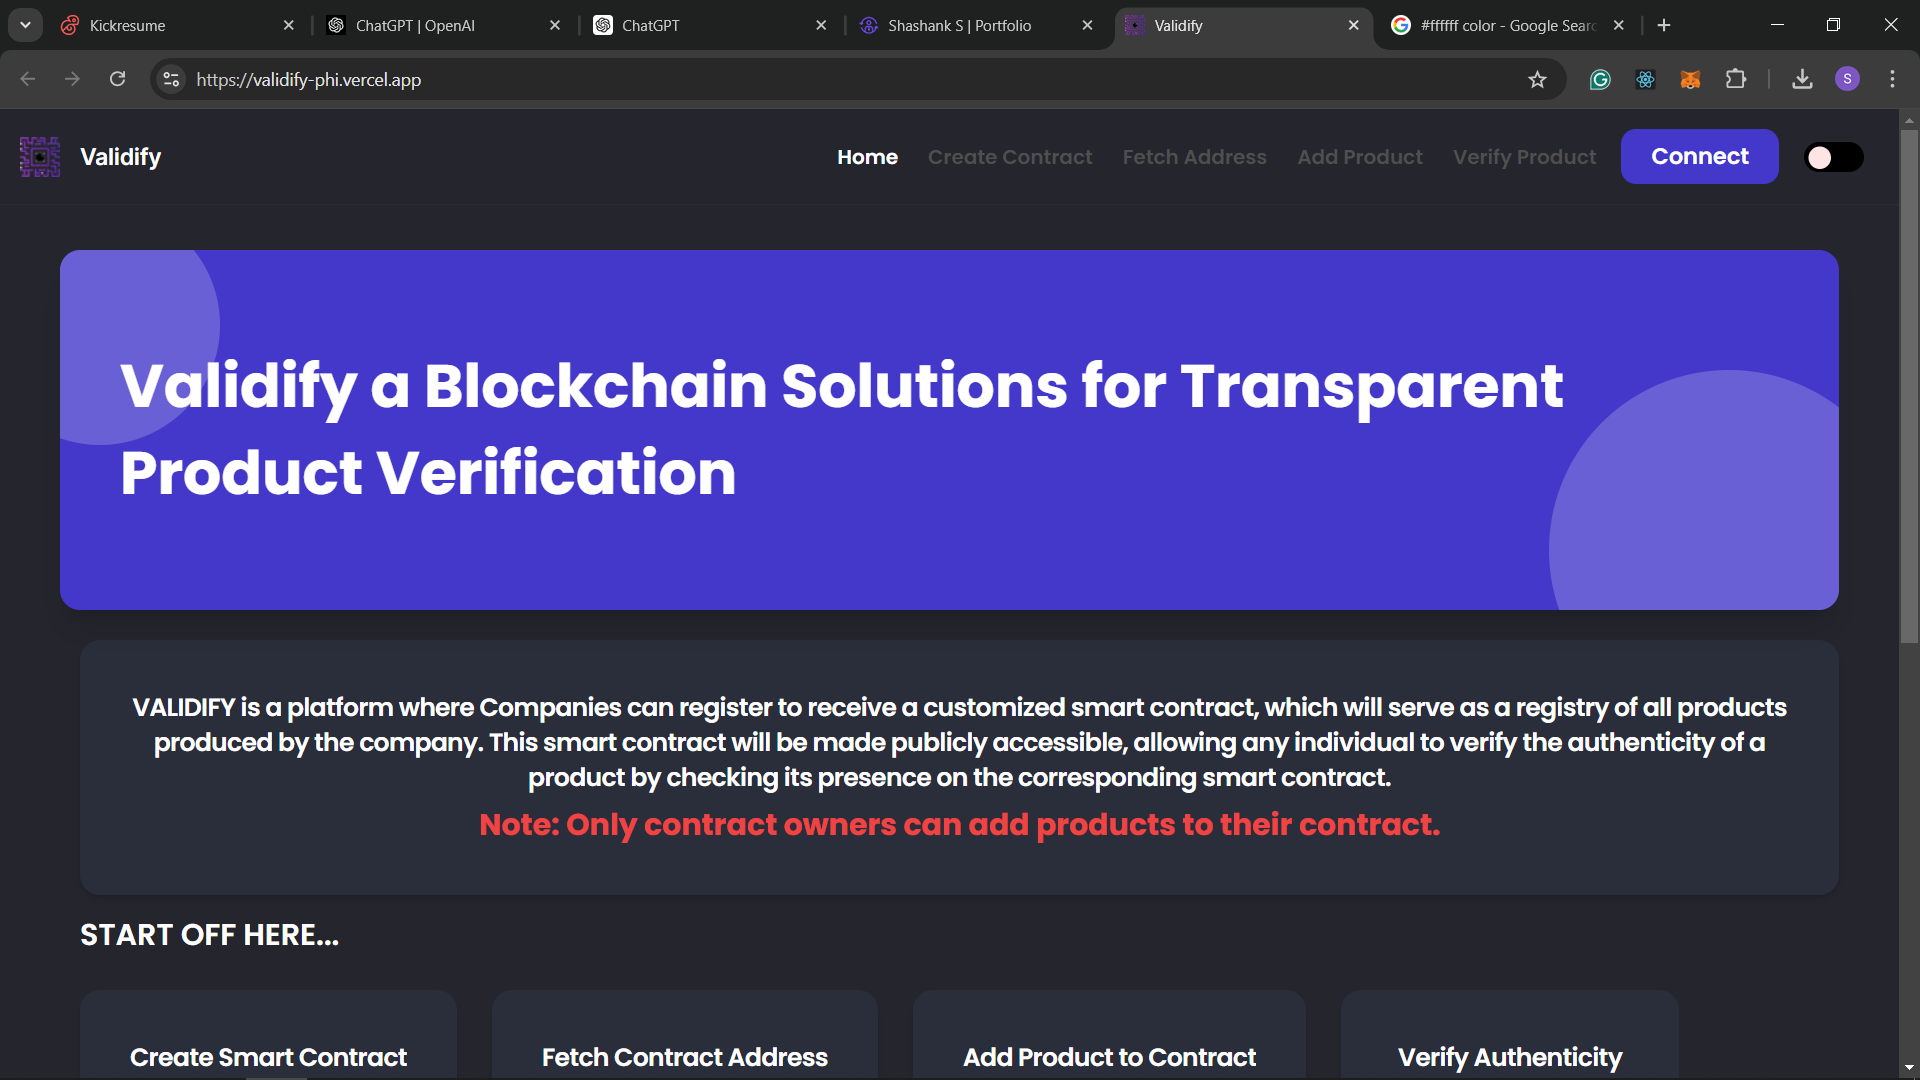 Kickresume
ChatGPT | OpenAI
ChatGPT
Shashank S | Portfolio
Validify
#ffffff color - Google Searc
https://validify-phi.vercel.app
S
Validify
Home
Create Contract
Fetch Address
Add Product
Verify Product
Connect
Validify a Blockchain Solutions for Transparent
Product Verification
VALIDIFY is a platform where Companies can register to receive a customized smart contract, which will serve as a registry of all products
produced by the company. This smart contract will be made publicly accessible, allowing any individual to verify the authenticity of a
product by checking its presence on the corresponding smart contract.
Note: Only contract owners can add products to their contract.
START OFF HERE...
Create Smart Contract
Fetch Contract Address
Add Product to Contract
Verify Authenticity